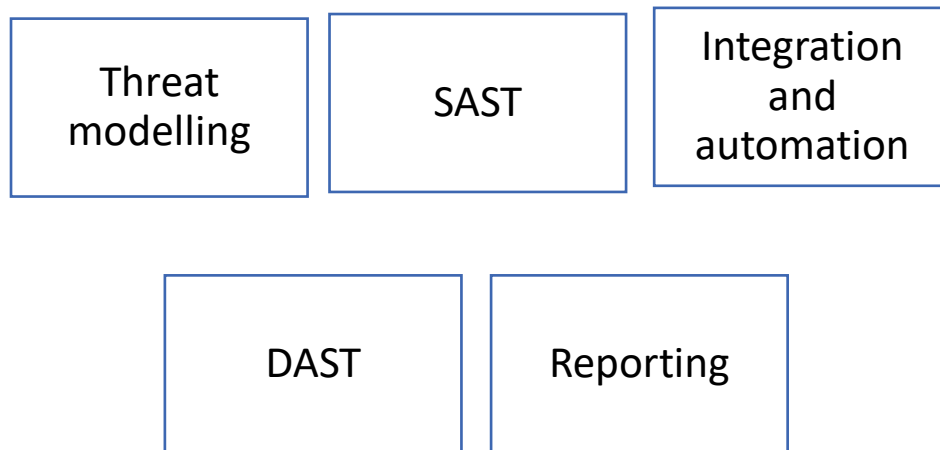 Threat
modelling
SAST
Integration
and
automation
DAST
Reporting